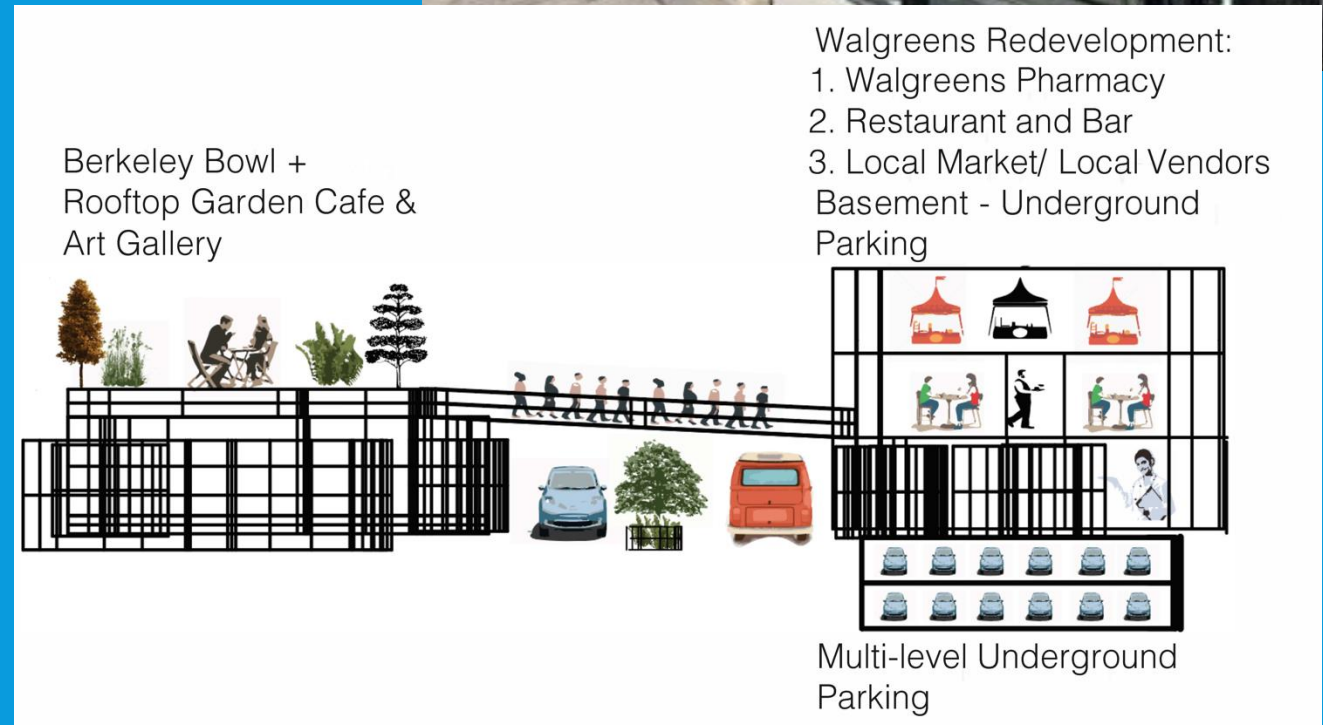 Berkeley Bowl +
Rooftop Garden Cafe &
Art Gallery
Walgreens Redevelopment:
1. Walgreens Pharmacy
2. Restaurant and Bar
3. Local Market/ Local Vendors
Basement - Underground
Parking
Multi-level Underground
Parking